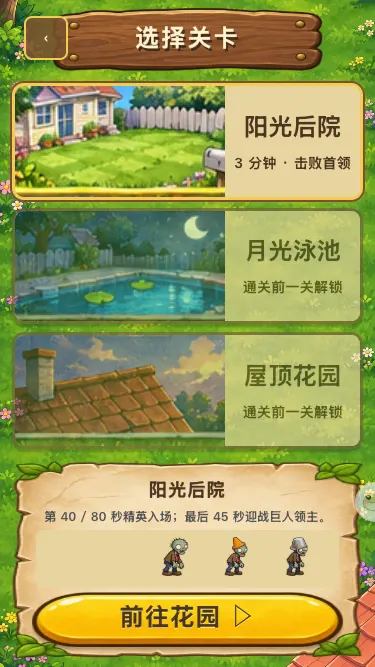 选择关卡
阳光后院
3 分钟 · 击败首领
月光泳池
通关前一关解锁
屋顶花园
通关前一关解锁
阳光后院
第 40 / 80 秒精英入场；最后 45 秒迎战巨人领主。
前往花园 ▷